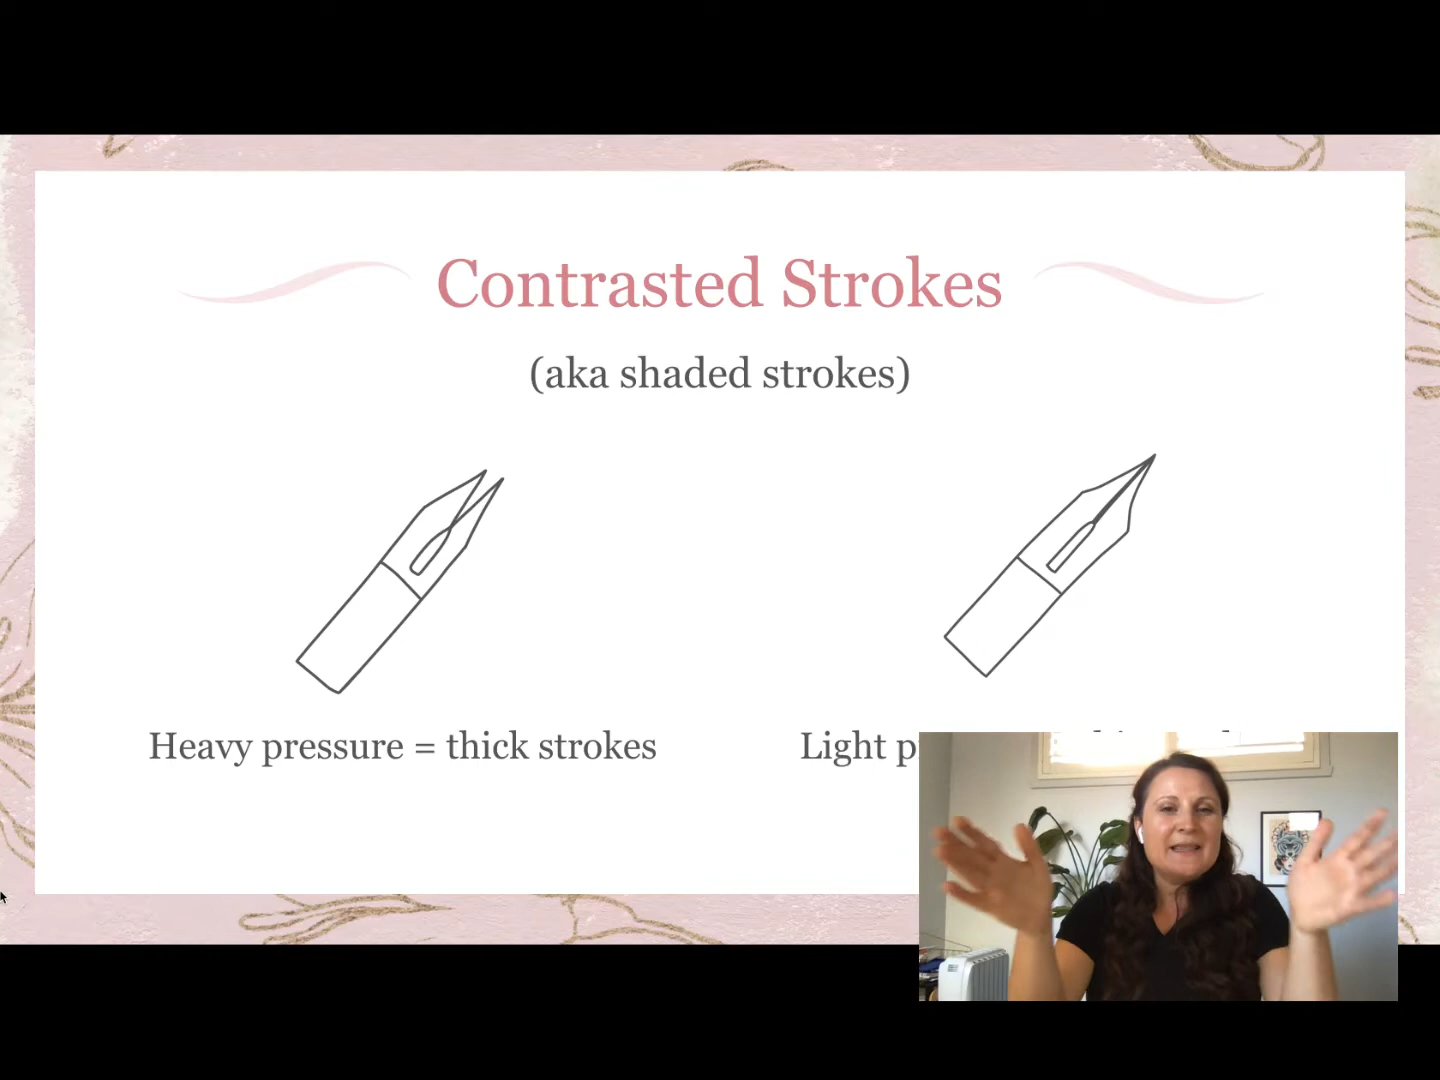 Contrasted Strokes
(aka shaded strokes)
Heavy pressure = thick strokes
Light